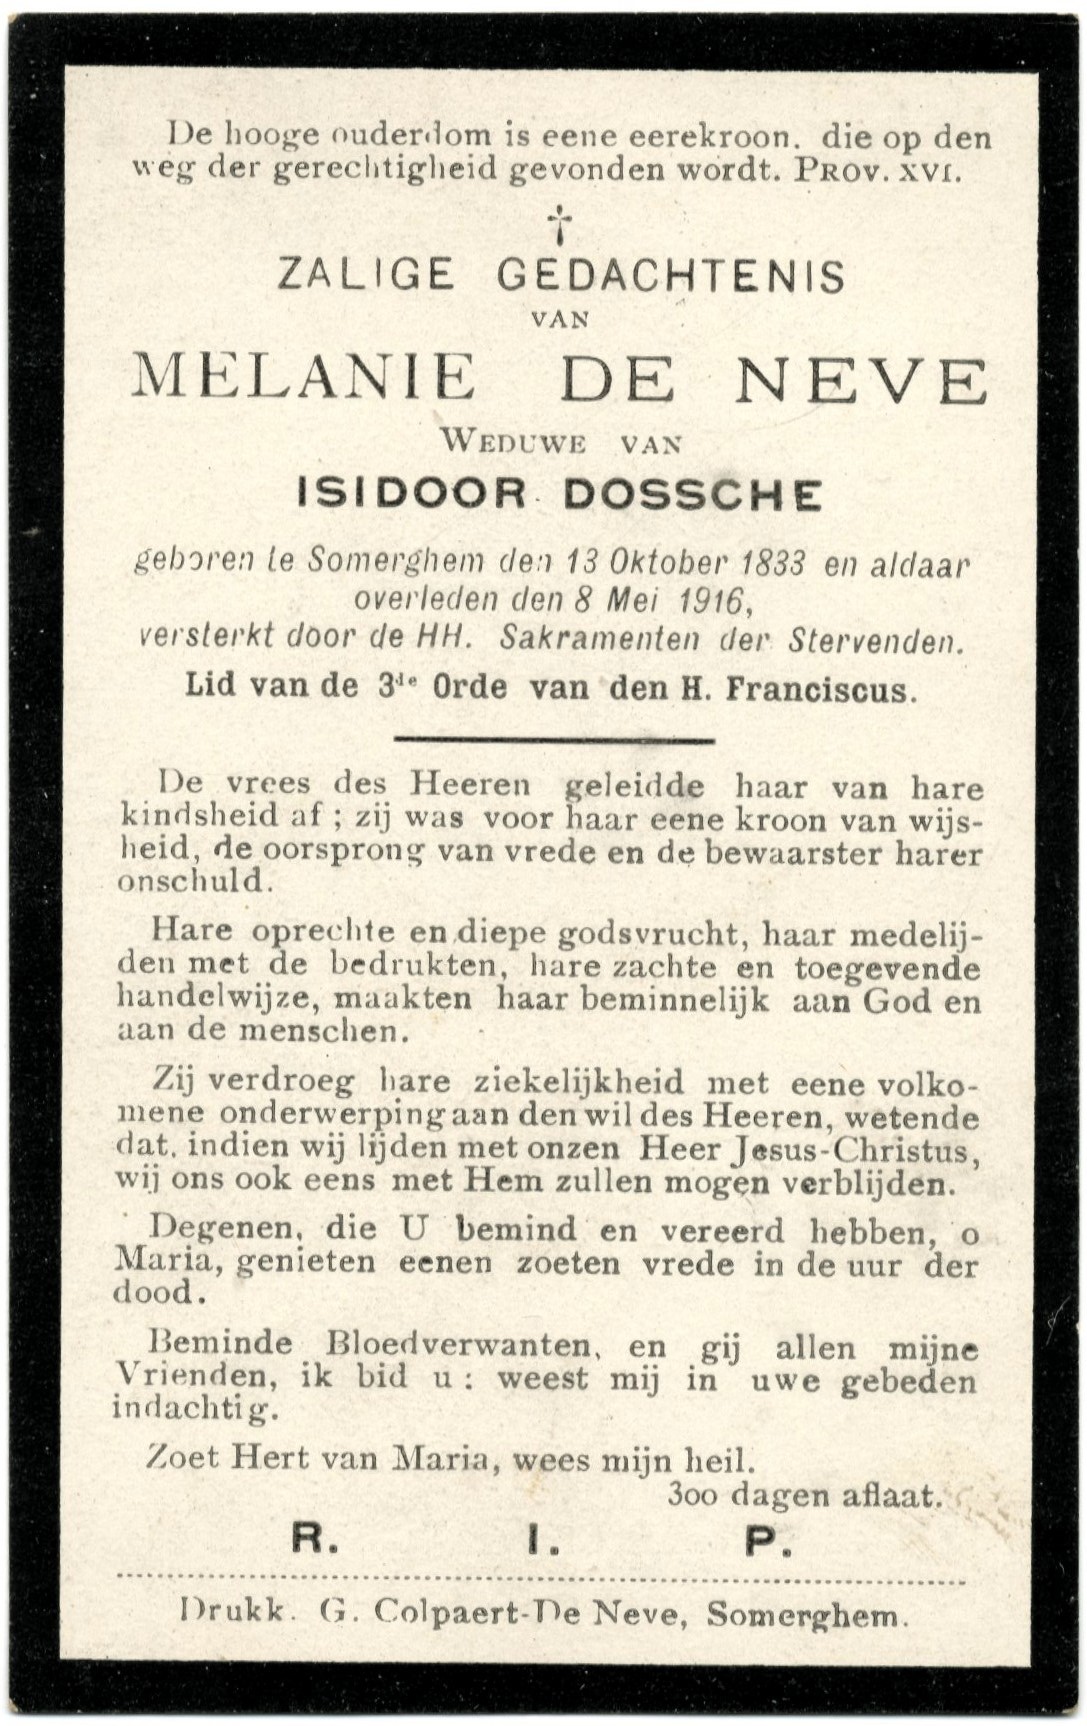 De hooge ouderdom is eene eerekroon. die op den
weg der gerechtigheid gevonden wordt. PROV. XVI.
†
ZALIGE GEDACHTENIS
VAN
MELANIE DE NEVE
WEDUWE VAN
ISIDOOR DOSSCHE
geboren te Somerghem den 13 Oktober 1833 en aldaar
overleden den 8 Mei 1916,
versterkt door de HH. Sakramenten der Stervenden.
Lid van de 3de Orde van den H. Franciscus.
De vrees des Heeren geleidde haar van hare
kindsheid af ; zij was voor haar eene kroon van wijs-
heid, de oorsprong van vrede en de bewaarster harer
onschuld.
Hare oprechte en diepe godsvrucht, haar medelij-
den met de bedrukten, hare zachte en toegevende
handelwijze, maakten haar beminnelijk aan God en
aan de menschen.
Zij verdroeg hare ziekelijkheid met eene volko-
mene onderwerping aan den wil des Heeren, wetende
dat. indien wij lijden met onzen Heer Jesus-Christus,
wij ons ook eens met Hem zullen mogen verblijden.
Degenen, die U bemind en vereerd hebben, o
Maria, genieten eenen zoeten vrede in de uur der
dood.
Beminde Bloedverwanten, en gij allen mijne
Vrienden, ik bid u : weest mij in uwe gebeden
indachtig.
Zoet Hert van Maria, wees mijn heil.
300 dagen aflaat.
R. I. P.
Drukk. G. Colpaert-De Neve, Somerghem.